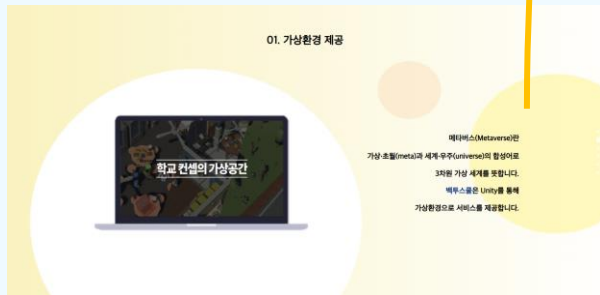 01. 가상환경 제공
학교 컨셉의 가상공간
메타버스(Metaverse)란
가상·초월(meta)과 세계·우주(universe)의 합성어로
3차원 가상 세계를 뜻합니다.
백투스쿨은 Unity를 통해
가상환경으로 서비스를 제공합니다.